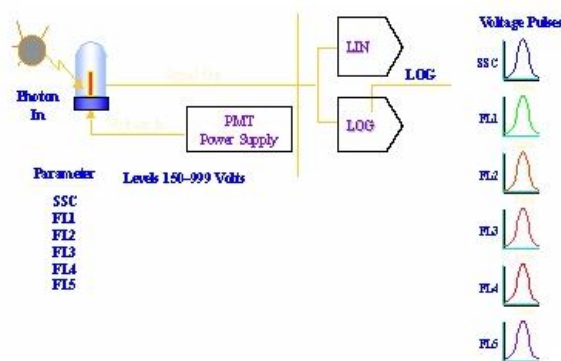 Photon
In
LIN
LOG
LOG
PMT
Power Supply
Levels 150-999 Volts
Parameter
SSC
FL1
FL2
FL3
FL4
FL5
Voltage Pulses
SSC
FL1
FL2
FL3
FL4
FL5